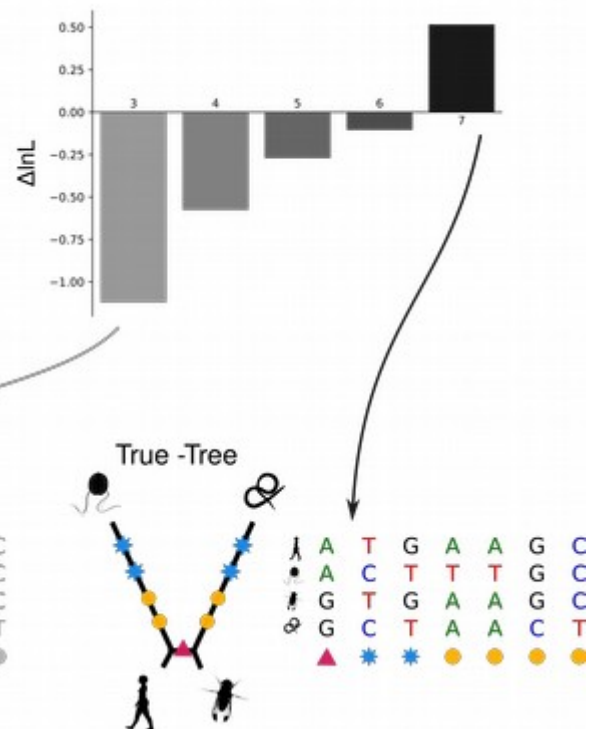 0.50
0.25
0.00
−0.25
−0.50
−0.75
−1.00
ΔlnL
3
4
5
6
7
True -Tree
A T G A A G C
A C T T T G C
G T G A A G C
G C T A A C T